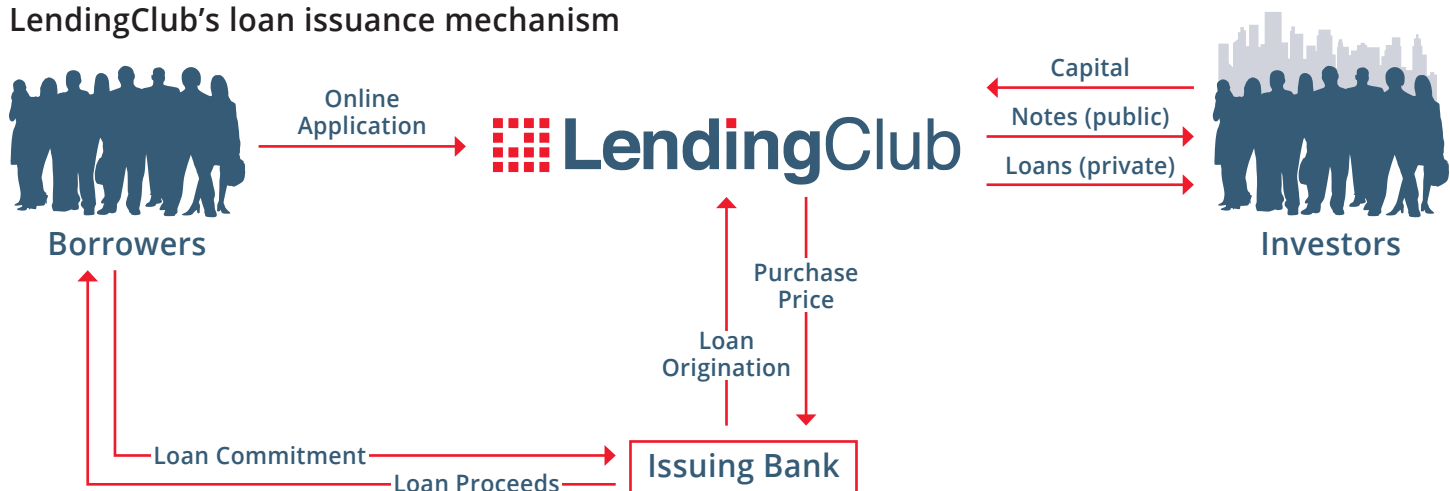 LendingClub's loan issuance mechanism
Online
Application
LendingClub
Capital
Notes (public)
Loans (private)
Borrowers
Investors
Purchase
Price
Loan
Origination
Loan Commitment
Issuing Bank
Loan Proceeds